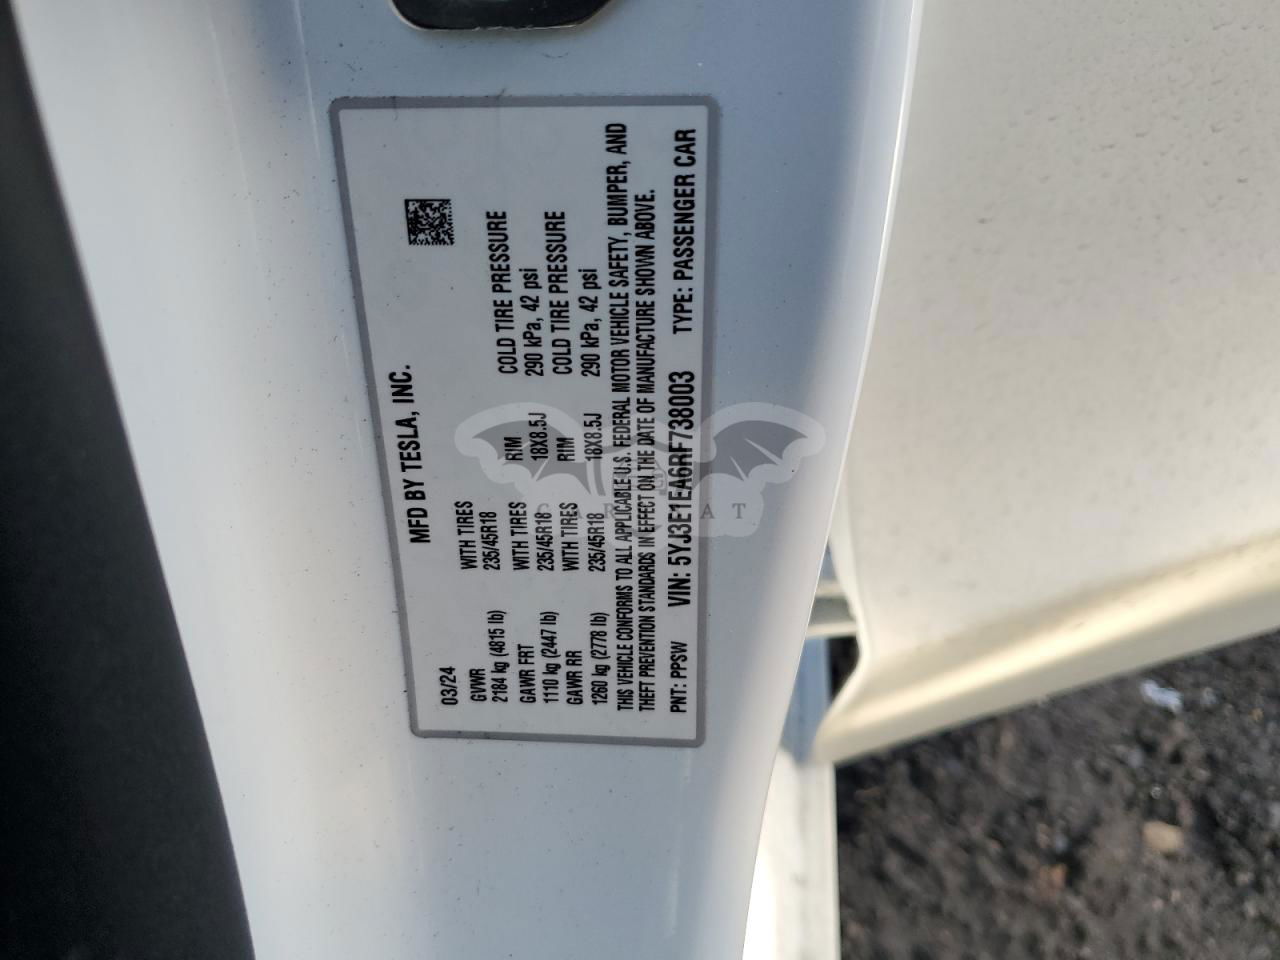 MFD BY TESLA, INC.
03/24
GVWR WITH TIRES
2184 kg (4815 lb) 235/45R18
GAWR FRT WITH TIRES RIM COLD TIRE PRESSURE
1110 kg (2447 lb) 235/45R18 18X8.5J 290 kPa, 42 psi
GAWR RR WITH TIRES RIM COLD TIRE PRESSURE
1260 kg (2778 lb) 235/45R18 18X8.5J 290 kPa, 42 psi
THIS VEHICLE CONFORMS TO ALL APPLICABLE U.S. FEDERAL MOTOR VEHICLE SAFETY, BUMPER, AND
THEFT PREVENTION STANDARDS IN EFFECT ON THE DATE OF MANUFACTURE SHOWN ABOVE.
PNT: PPSW VIN: 5YJ3E1EA6RF738003 TYPE: PASSENGER CAR